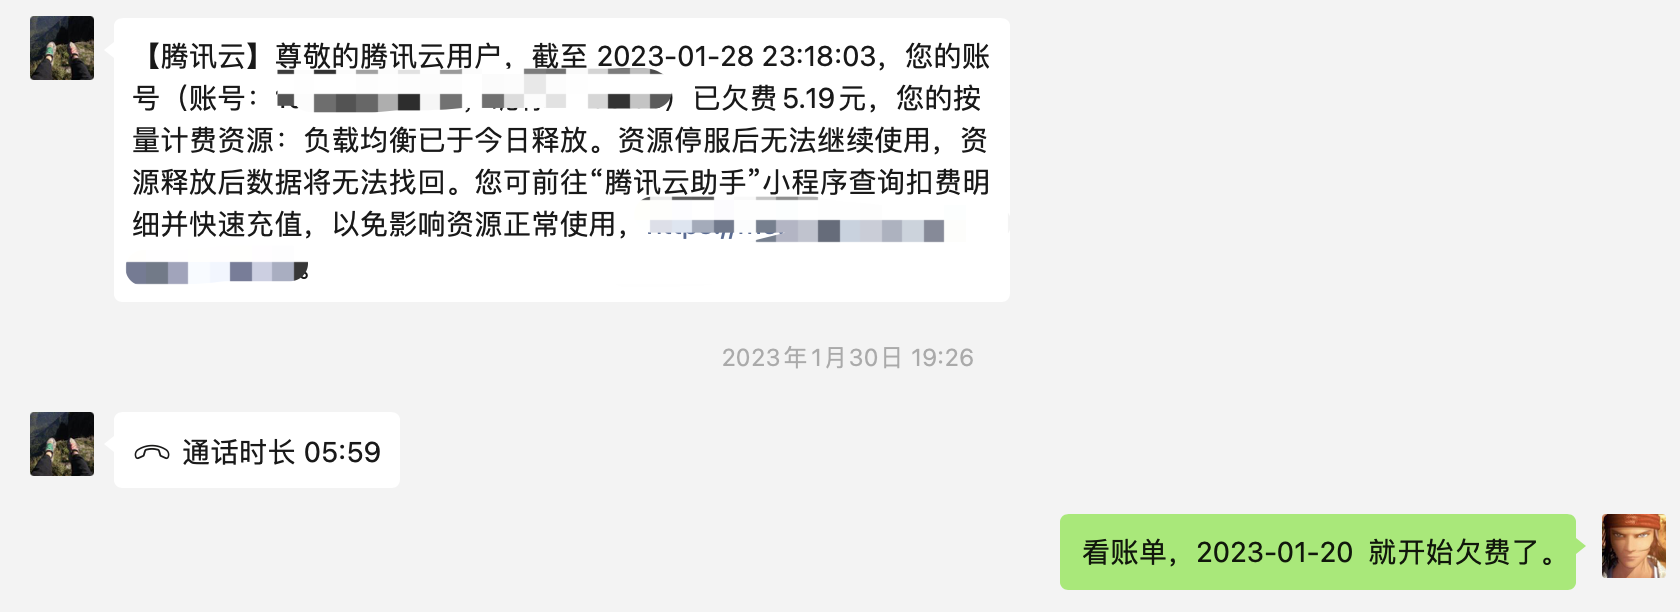 【腾讯云】尊敬的腾讯云用户，截至 2023-01-28 23:18:03，您的账
号（账号：）已欠费5.19元，您的按
量计费资源：负载均衡已于今日释放。资源停服后无法继续使用，资
源释放后数据将无法找回。您可前往“腾讯云助手”小程序查询扣费明
细并快速充值，以免影响资源正常使用，
2023年1月30日 19:26
通话时长 05:59
看账单，2023-01-20 就开始欠费了。